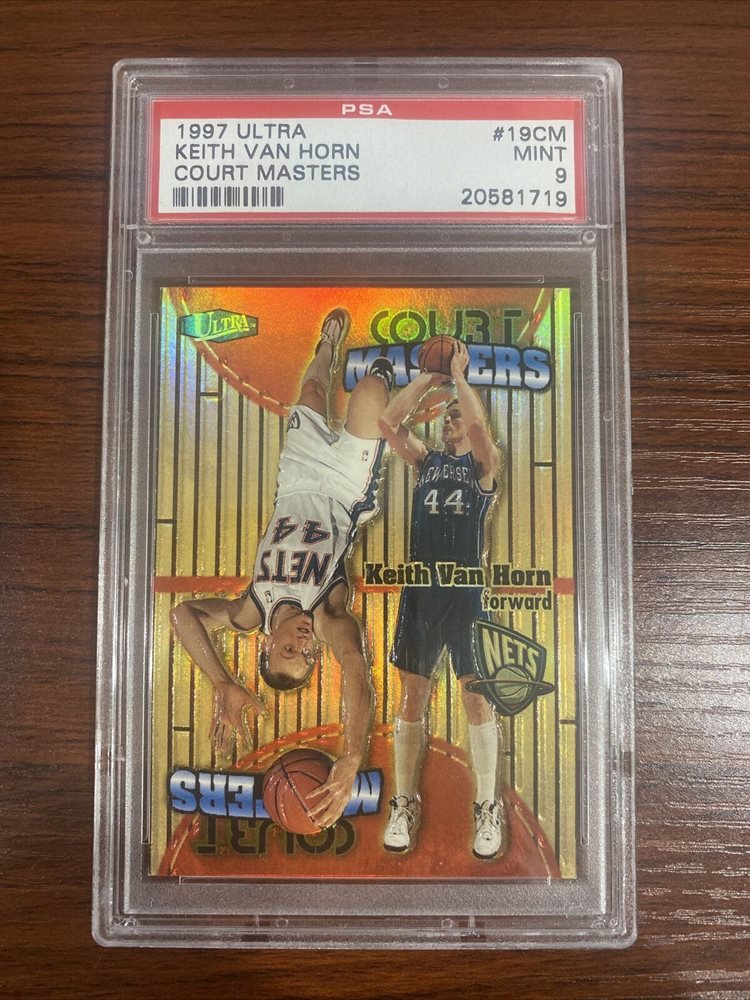 PSA
1997 ULTRA #19CM
KEITH VAN HORN MINT
COURT MASTERS 9
20581719
ULTRA
COURT
MASTERS
NEW JERSEY
44
NETS
44
Keith Van Horn
forward
NETS
MASTERS
COURT